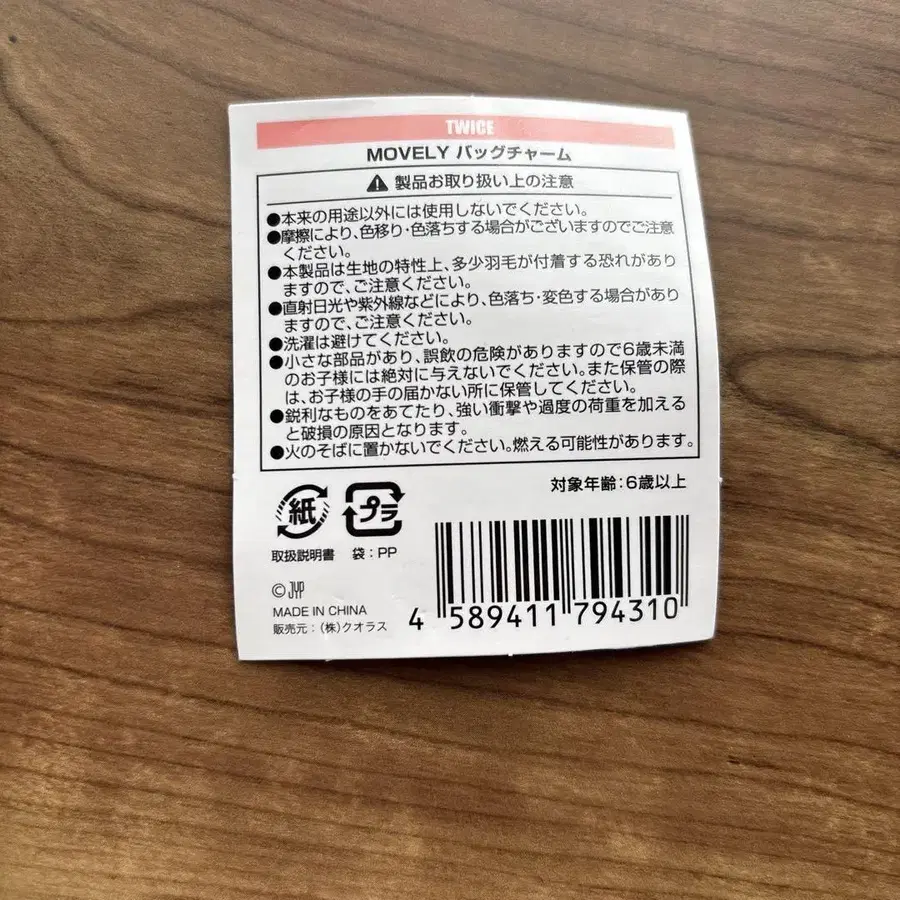 TWICE
MOVELY バッグチャーム
製品お取り扱い上の注意
●本来の用途以外には使用しないでください。
●摩擦により、色移り・色落ちする場合がございますのでご注意
ください。
●本製品は生地の特性上、多少羽毛が付着する恐れがあり
ますので、ご注意ください。
●直射日光や紫外線などにより、色落ち・変色する場合があり
ますので、ご注意ください。
●洗濯は避けてください。
●小さな部品があり、誤飲の危険がありますので6歳未満
のお子様には絶対に与えないでください。また保管の際
は、お子様の手の届かない所に保管してください。
●鋭利なものをあてたり、強い衝撃や過度の荷重を加える
と破損の原因となります。
●火のそばに置かないでください。燃える可能性があります。
対象年齢：6歳以上
紙 プラ
取扱説明書 袋：PP
©JYP
MADE IN CHINA
販売元：（株）クオラス
4 589411 794310